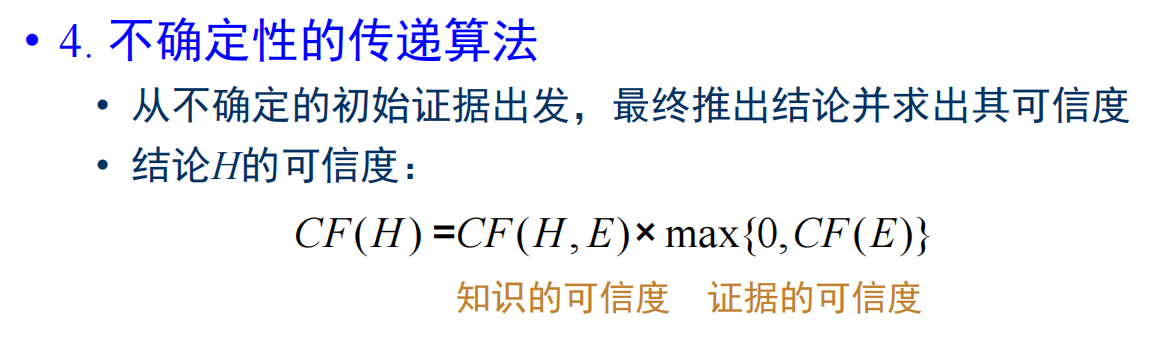 • 4. 不确定性的传递算法
• 从不确定的初始证据出发，最终推出结论并求出其可信度
• 结论H的可信度：
CF(H)=CF(H,E)×max{0,CF(E)}
知识的可信度 证据的可信度